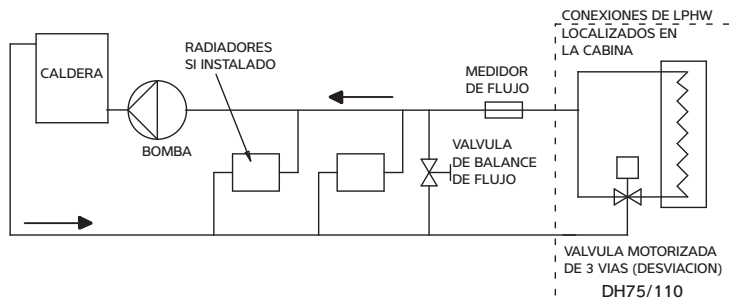 CONEXIONES DE LPHW
LOCALIZADOS EN
LA CABINA
RADIADORES
SI INSTALADO
CALDERA
MEDIDOR
DE FLUJO
BOMBA
VALVULA
DE BALANCE
DE FLUJO
VALVULA MOTORIZADA
DE 3 VIAS (DESVIACION)
DH75/110